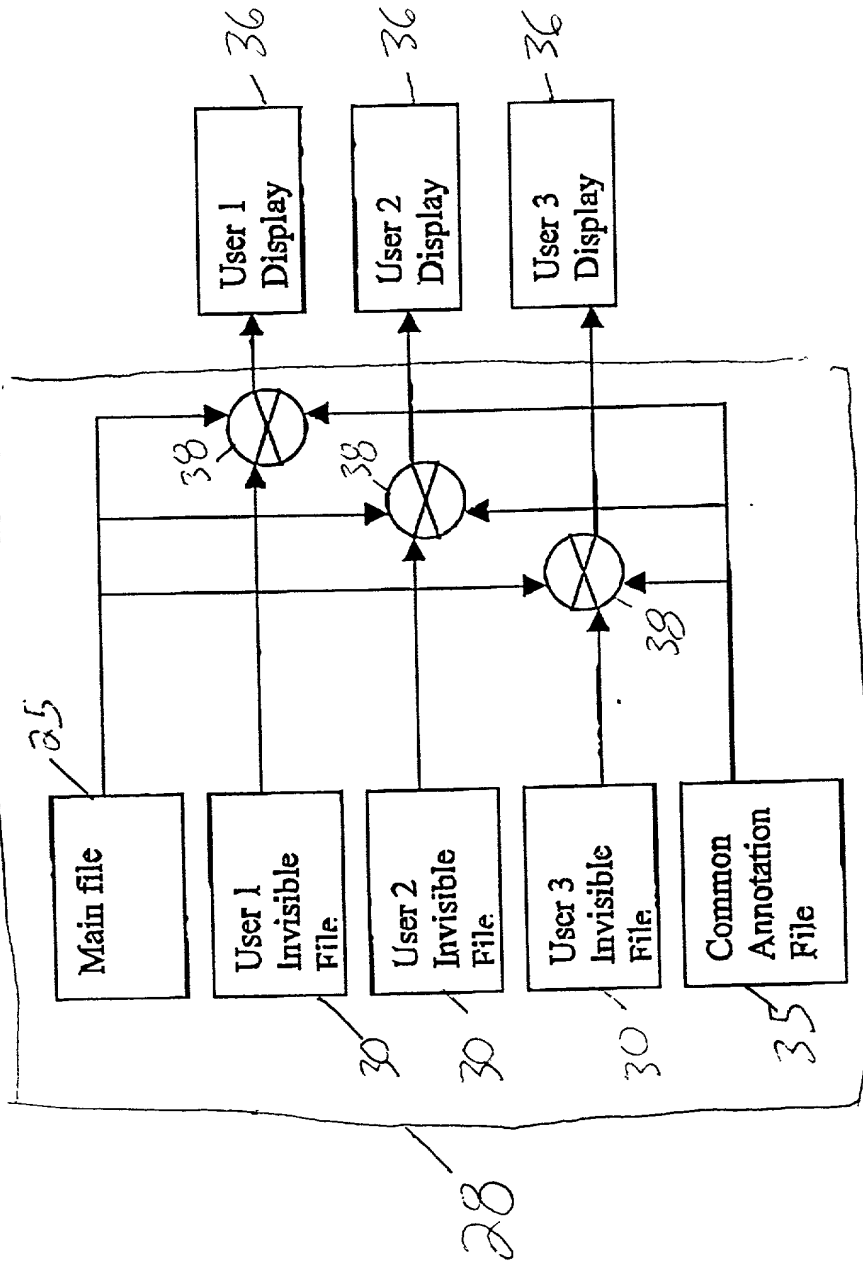 Main file
25
User 1
Invisible
File.
30
User 2
Invisible
File.
30
User 3
Invisible
File.
30
Common
Annotation
File
35
38
38
38
User 1
Display
36
User 2
Display
36
User 3
Display
36
28